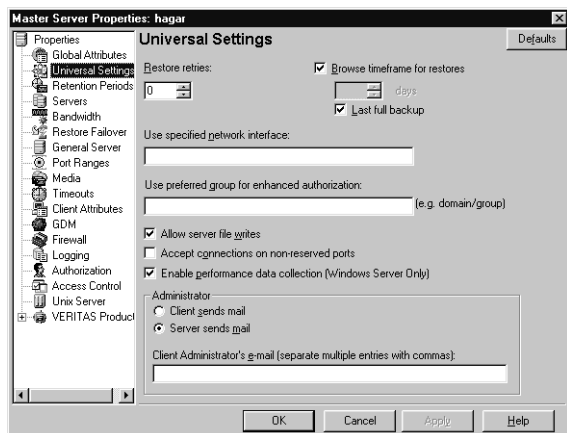 Master Server Properties: hagar
Properties
Global Attributes
Universal Settings
Retention Periods
Servers
Bandwidth
Restore Failover
General Server
Port Ranges
Media
Timeouts
Client Attributes
GDM
Firewall
Logging
Authorization
Access Control
Unix Server
VERITAS Product
Universal Settings
Defaults
Restore retries:
0
Browse timeframe for restores
days
Last full backup
Use specified network interface:
Use preferred group for enhanced authorization:
(e.g. domain/group)
Allow server file writes
Accept connections on non-reserved ports
Enable performance data collection (Windows Server Only)
Administrator
Client sends mail
Server sends mail
Client Administrator's e-mail (separate multiple entries with commas):
OK
Cancel
Apply
Help